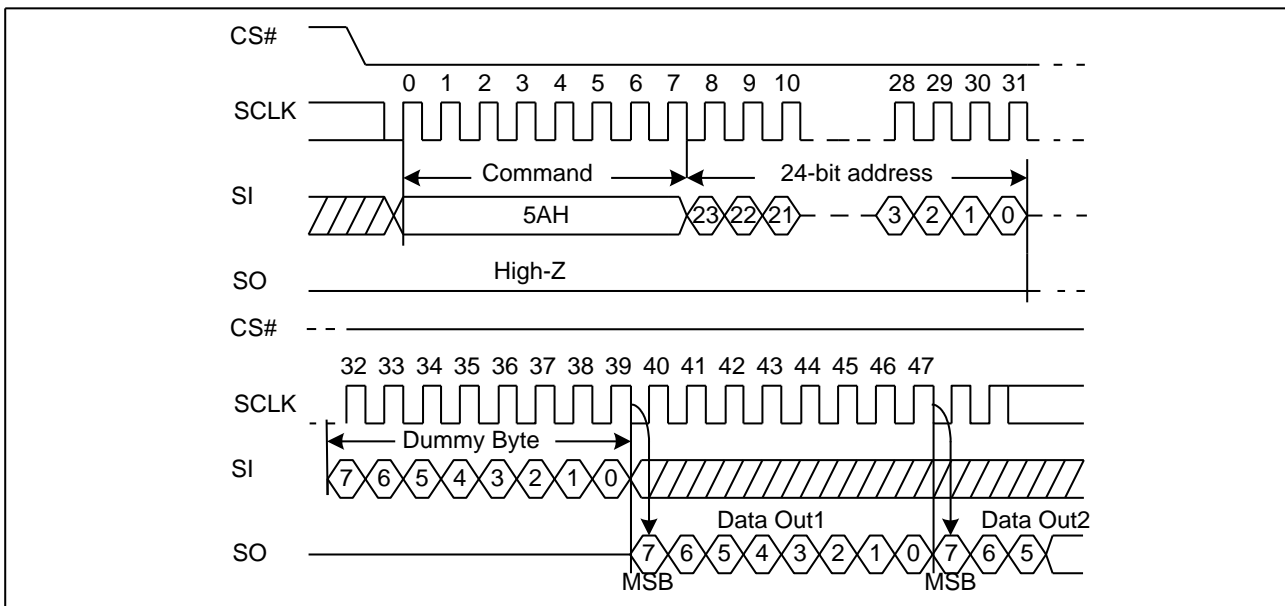 CS#
0 1 2 3 4 5 6 7 8 9 10 28 29 30 31
SCLK
Command 24-bit address
SI
5AH 23 22 21 3 2 1 0
High-Z
SO
CS#
32 33 34 35 36 37 38 39 40 41 42 43 44 45 46 47
SCLK
Dummy Byte
SI
7 6 5 4 3 2 1 0
Data Out1 Data Out2
SO
7 6 5 4 3 2 1 0 7 6 5
MSB MSB